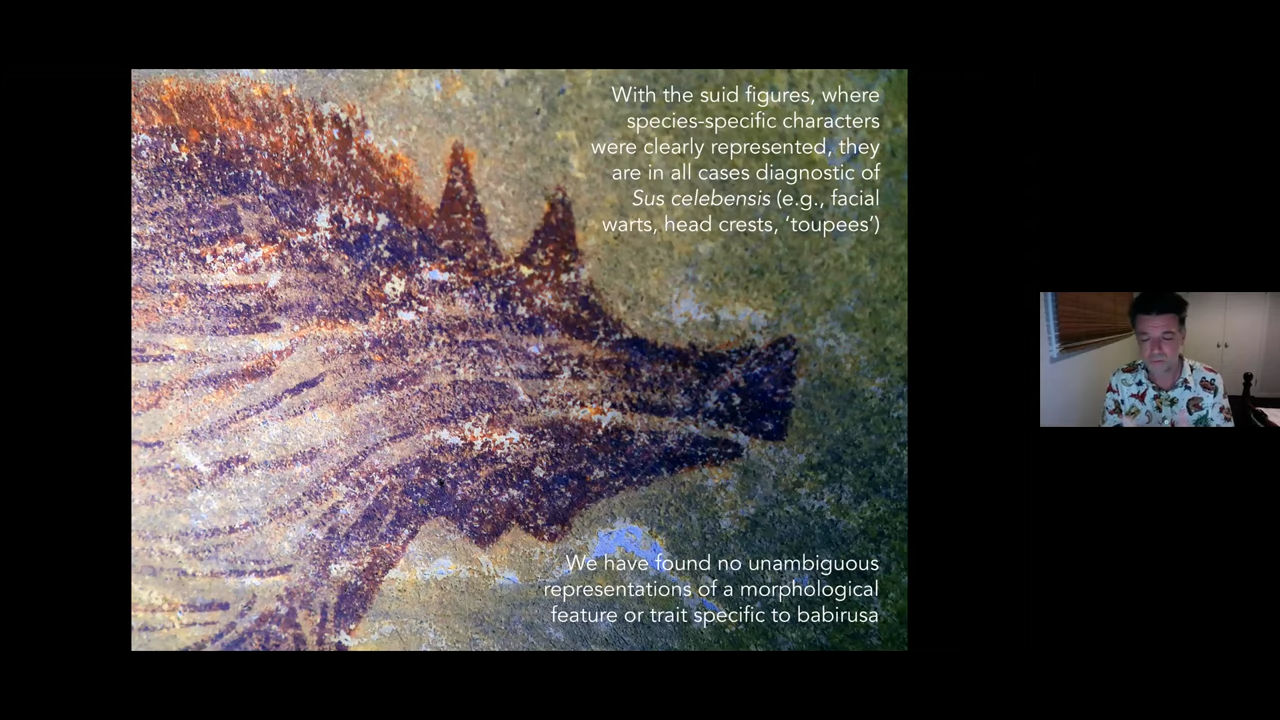 With the suid figures, where
species-specific characters
were clearly represented, they
are in all cases diagnostic of
Sus celebensis (e.g., facial
warts, head crests, ‘toupees’)
We have found no unambiguous
representations of a morphological
feature or trait specific to babirusa